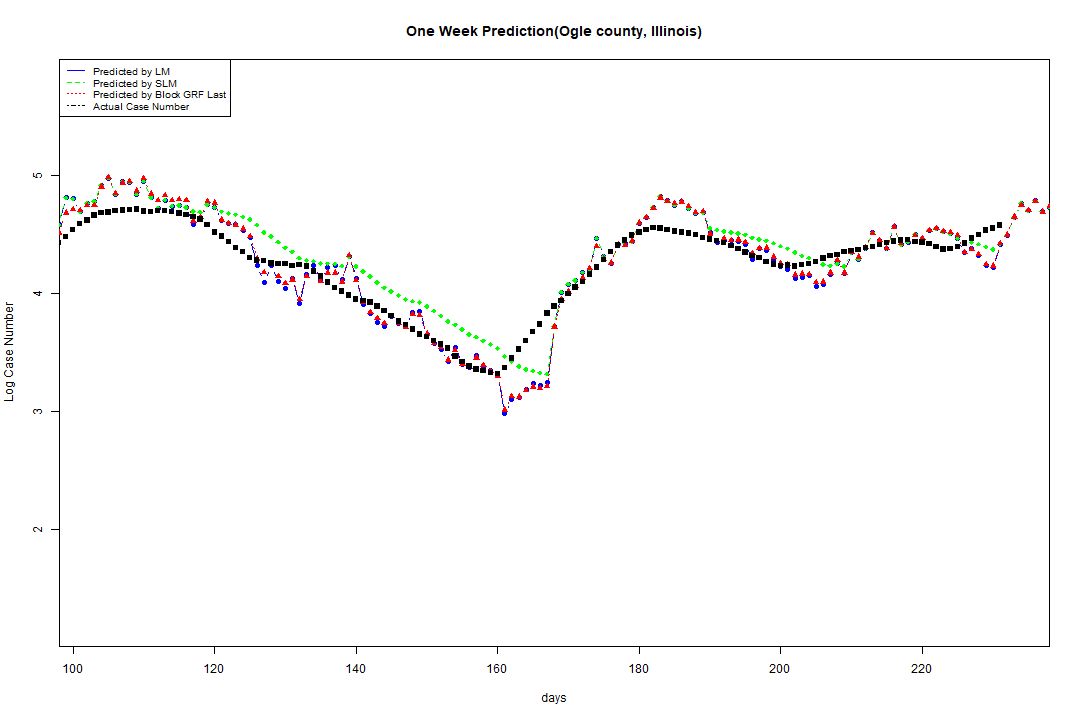 One Week Prediction(Ogle county, Illinois)
Predicted by LM
Predicted by SLM
Predicted by Block GRF Last
Actual Case Number
5
4
3
2
Log Case Number
100 120 140 160 180 200 220
days